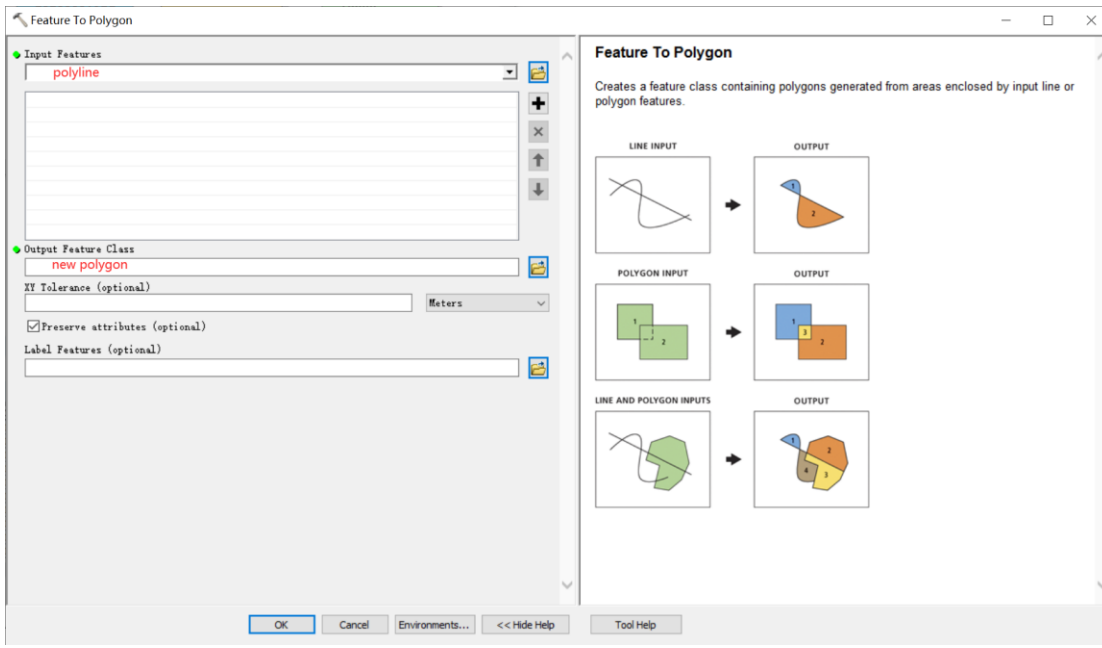 Feature To Polygon
Input Features
polyline
Output Feature Class
new polygon
XY Tolerance (optional)
Meters
Preserve attributes (optional)
Label Features (optional)
Feature To Polygon
Creates a feature class containing polygons generated from areas enclosed by input line or
polygon features.
LINE INPUT
OUTPUT
1
2
POLYGON INPUT
OUTPUT
1
2
1
3
2
LINE AND POLYGON INPUTS
OUTPUT
1
2
4
3
OK
Cancel
Environments...
<< Hide Help
Tool Help